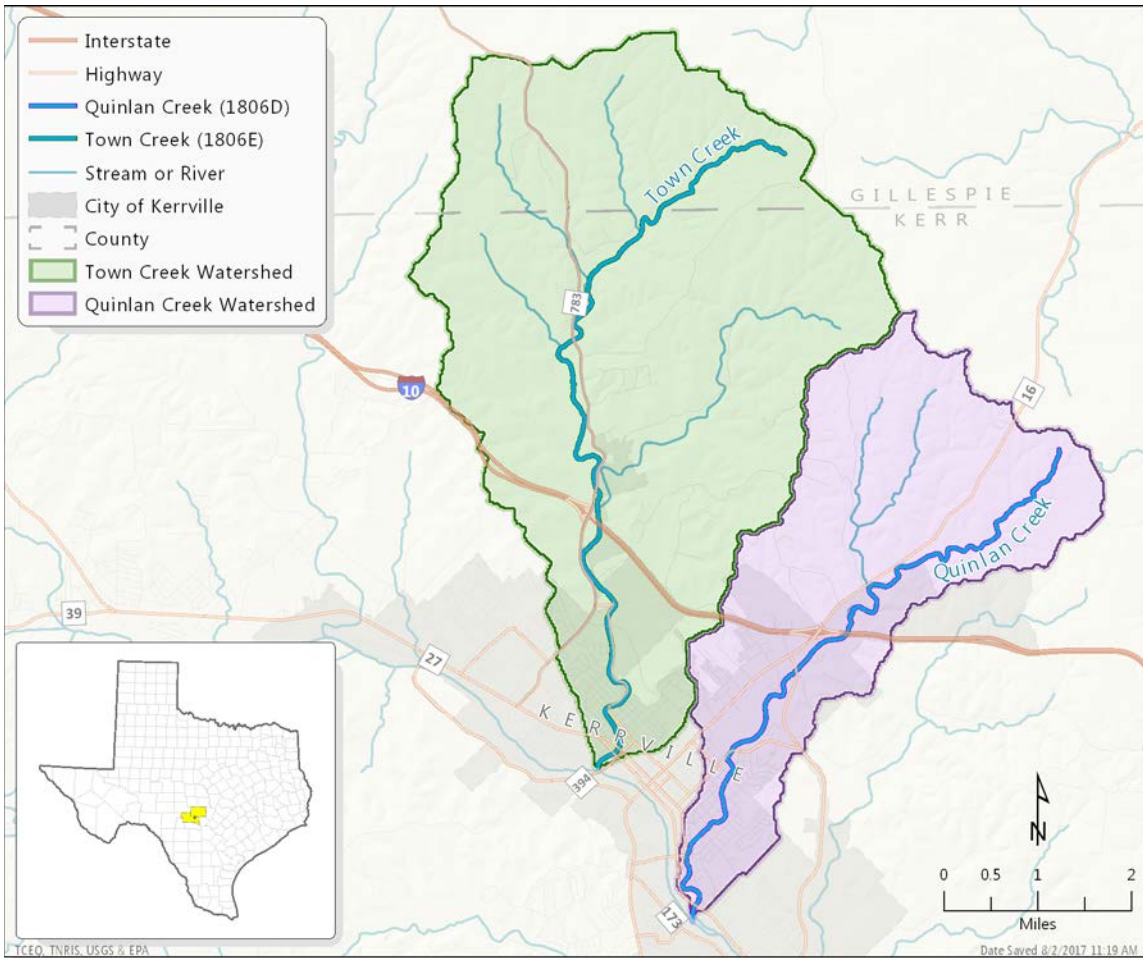 Interstate
Highway
Quinlan Creek (1806D)
Town Creek (1806E)
Stream or River
City of Kerrville
County
Town Creek Watershed
Quinlan Creek Watershed
Town Creek
GILLESPIE
KERR
783
10
16
Quinlan Creek
39
27
KERRVILLE
394
173
N
0 0.5 1 2
Miles
TCEQ, TNRIS, USGS & EPA
Date Saved 8/2/2017 11:19 AM